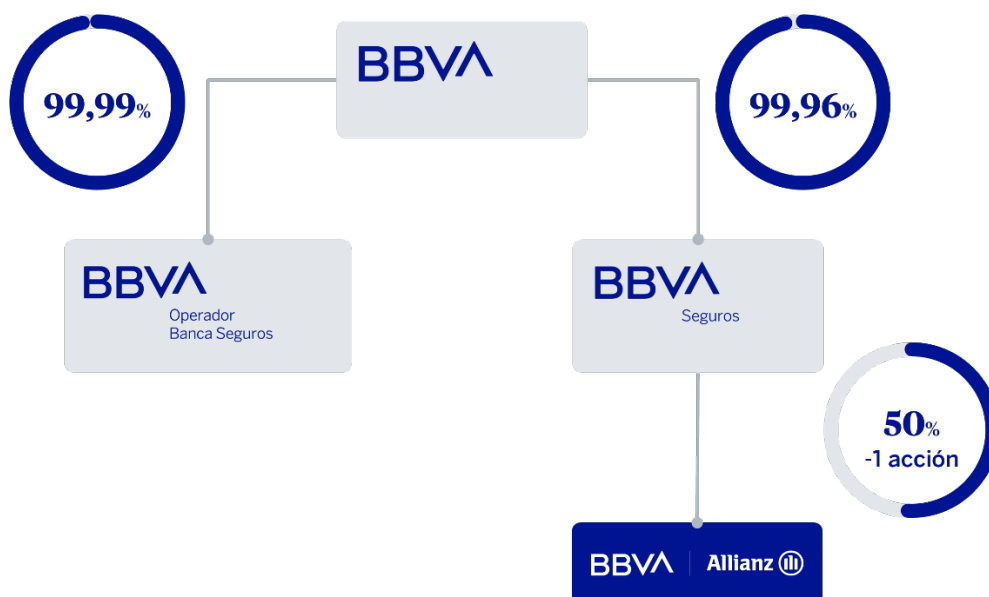 BBVA
99,99%
99,96%
BBVA
Operador
Banca Seguros
BBVA
Seguros
50%
-1 acción
BBVA | Allianz